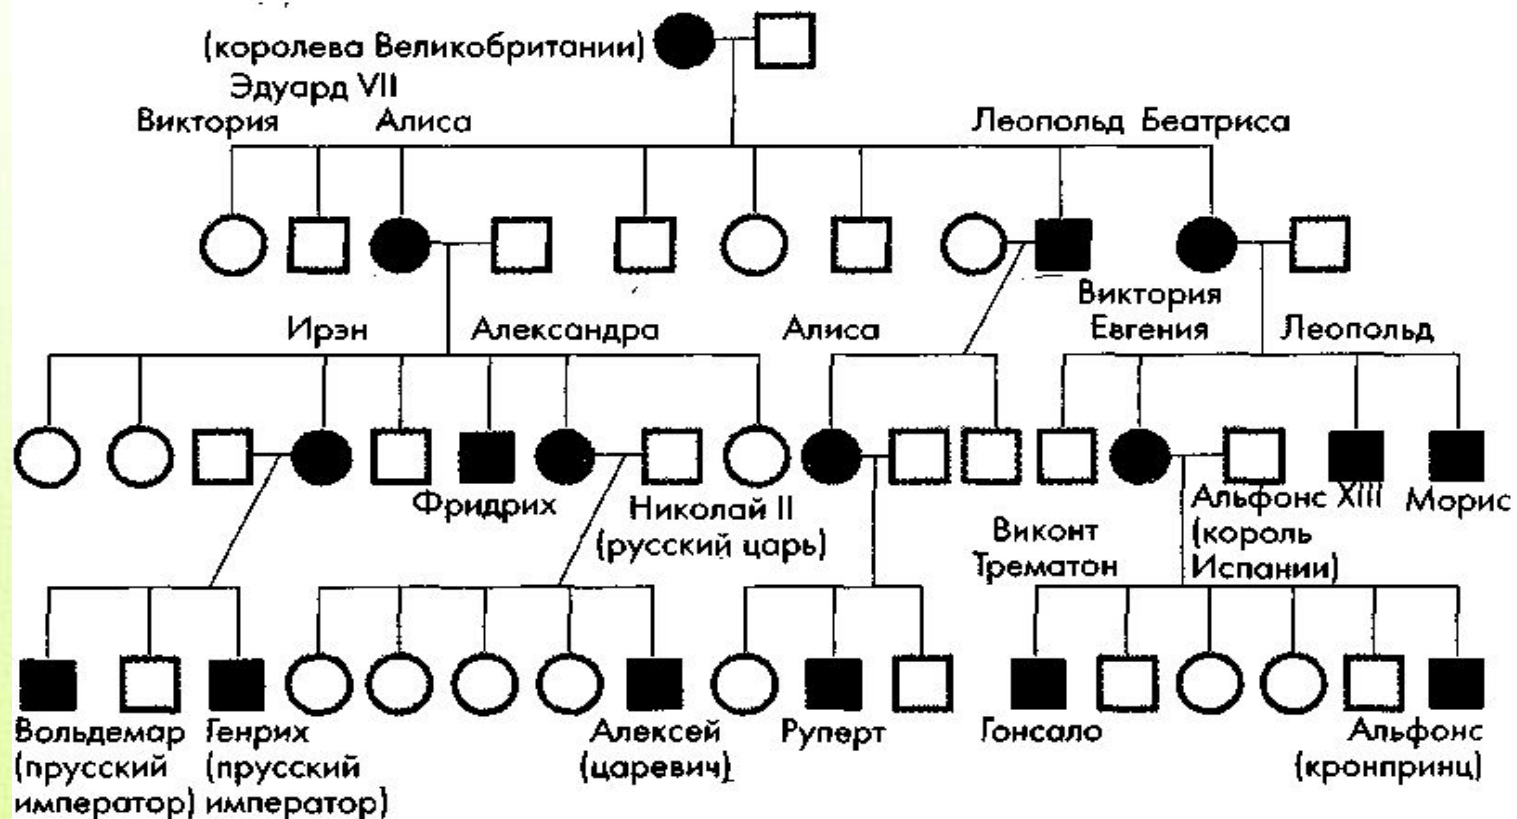 (королева Великобритании)
Эдуард VII
Виктория Алиса Леопольд Беатриса
Ирэн Александра Алиса Виктория Евгения Леопольд
Фридрих Николай II (русский царь) Виконт Трематон Альфонс XIII (король Испании) Морис
Вольдемар (прусский император) Генрих (прусский император) Алексей (царевич) Руперт Гонсало Альфонс (кронпринц)